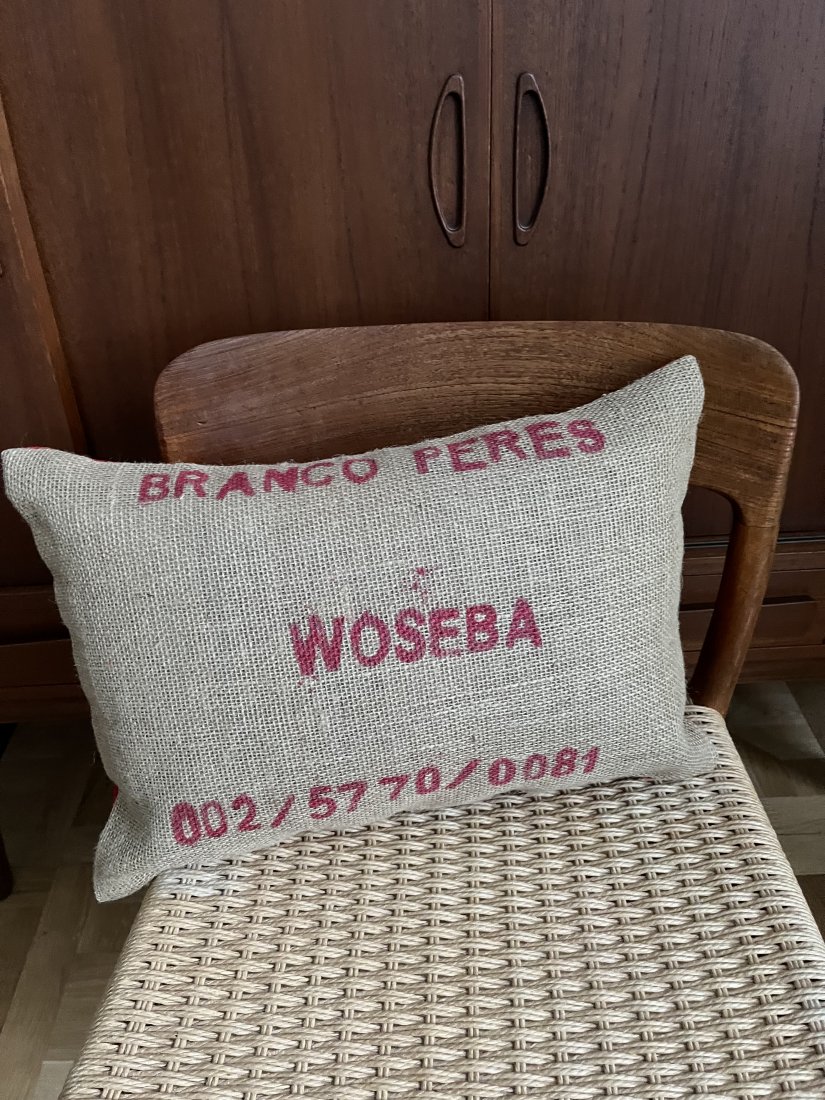 BRANCO PERES
WOSEBA
002/5770/0081